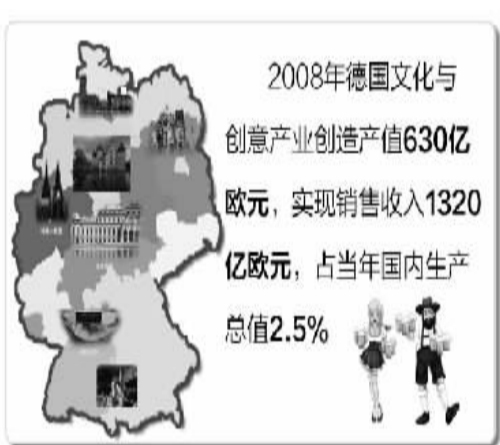 2008年德国文化与
创意产业创造产值630亿
欧元，实现销售收入1320
亿欧元，占当年国内生产
总值2.5%